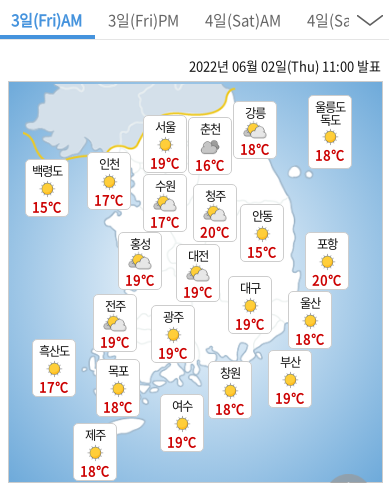 3일(Fri)AM 3일(Fri)PM 4일(Sat)AM 4일(Sa
2022년 06월 02일(Thu) 11:00 발표
서울
19℃
춘천
16℃
강릉
18℃
울릉도
독도
18℃
백령도
15℃
인천
17℃
수원
17℃
청주
20℃
안동
15℃
홍성
19℃
대전
19℃
포항
20℃
전주
19℃
광주
19℃
대구
19℃
울산
18℃
흑산도
17℃
목포
18℃
여수
19℃
창원
18℃
부산
19℃
제주
18℃